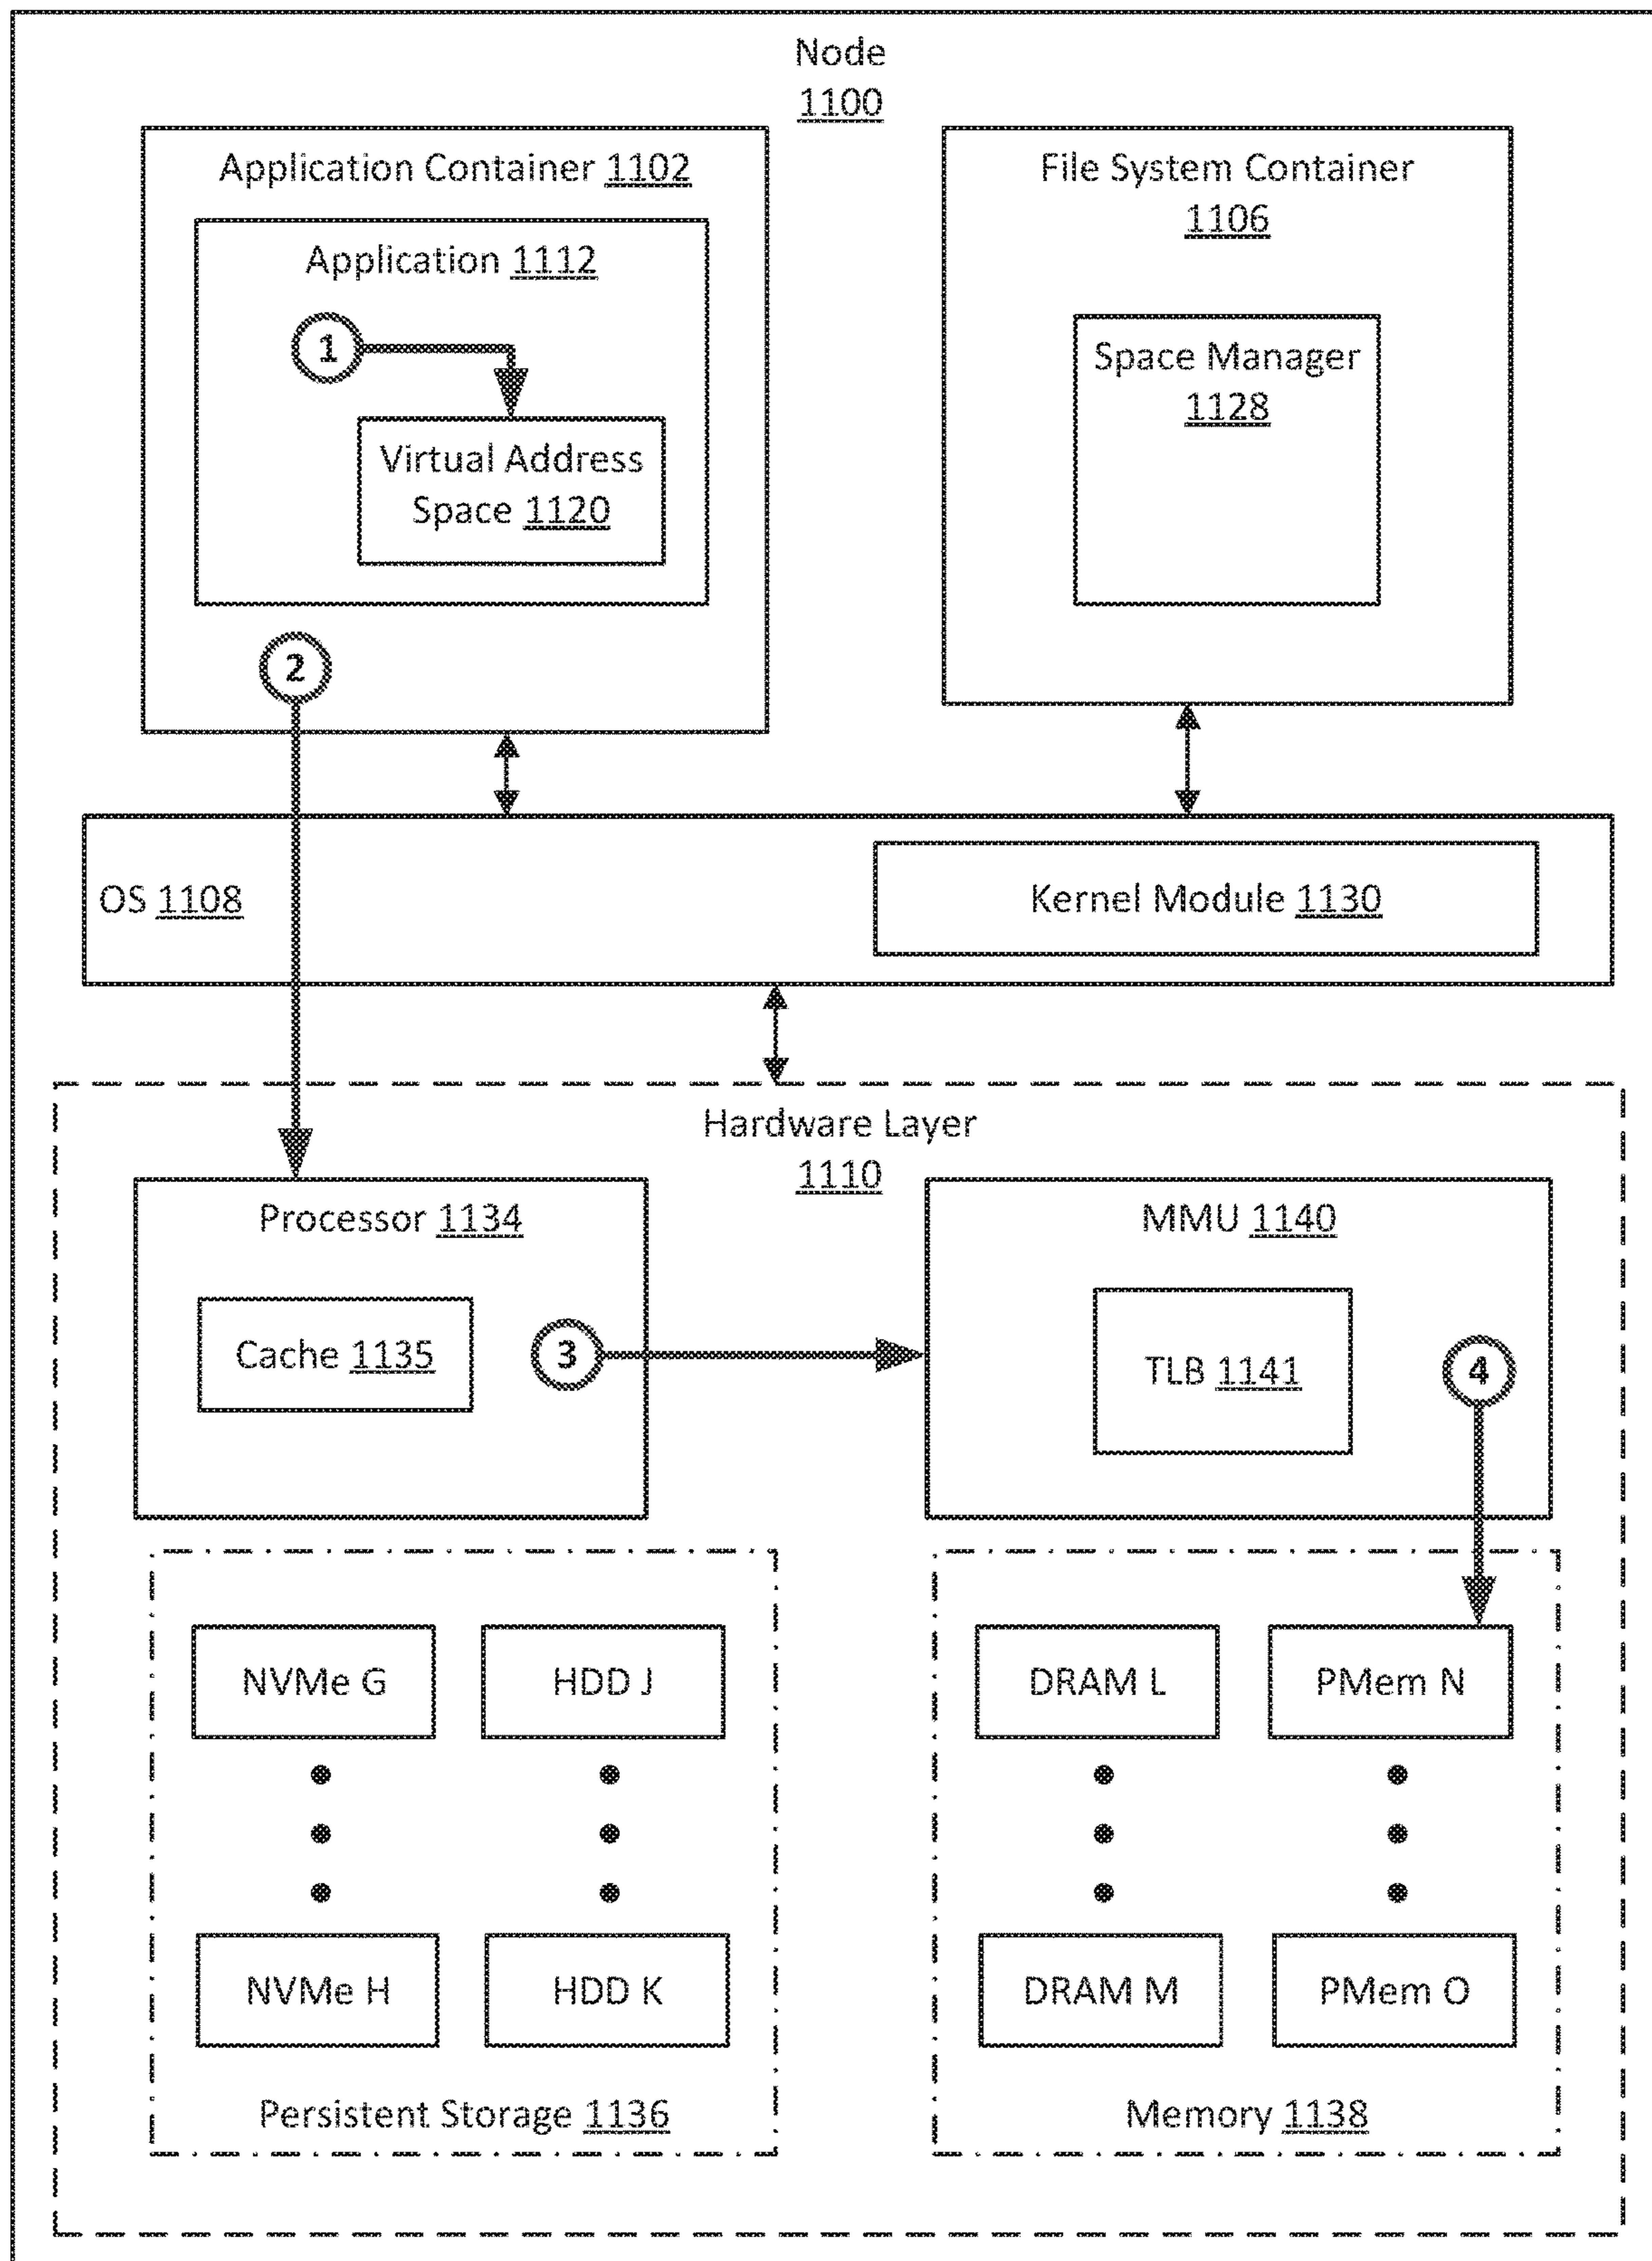 Node
1100
Application Container 1102
Application 1112
1
Virtual Address
Space 1120
2
File System Container
1106
Space Manager
1128
OS 1108
Kernel Module 1130
Hardware Layer
1110
Processor 1134
Cache 1135
3
MMU 1140
TLB 1141
4
NVMe G
HDD J
NVMe H
HDD K
Persistent Storage 1136
DRAM L
PMem N
DRAM M
PMem O
Memory 1138